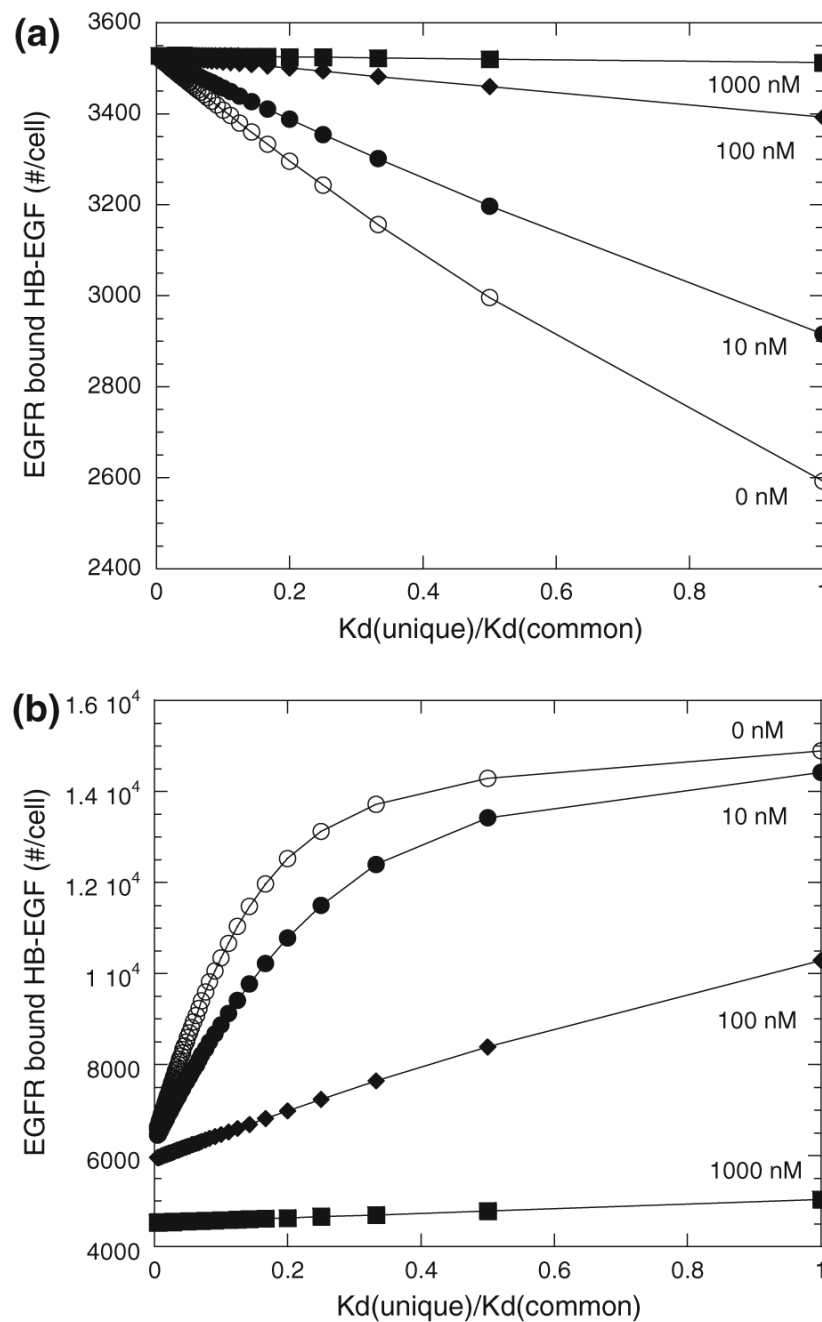 (a)
3600
3400
3200
3000
2800
2600
2400
EGFR bound HB-EGF (#/cell)
1000 nM
100 nM
10 nM
0 nM
0 0.2 0.4 0.6 0.8 1
Kd(unique)/Kd(common)
(b)
1.6 10⁴
1.4 10⁴
1.2 10⁴
1 10⁴
8000
6000
4000
EGFR bound HB-EGF (#/cell)
0 nM
10 nM
100 nM
1000 nM
0 0.2 0.4 0.6 0.8 1
Kd(unique)/Kd(common)